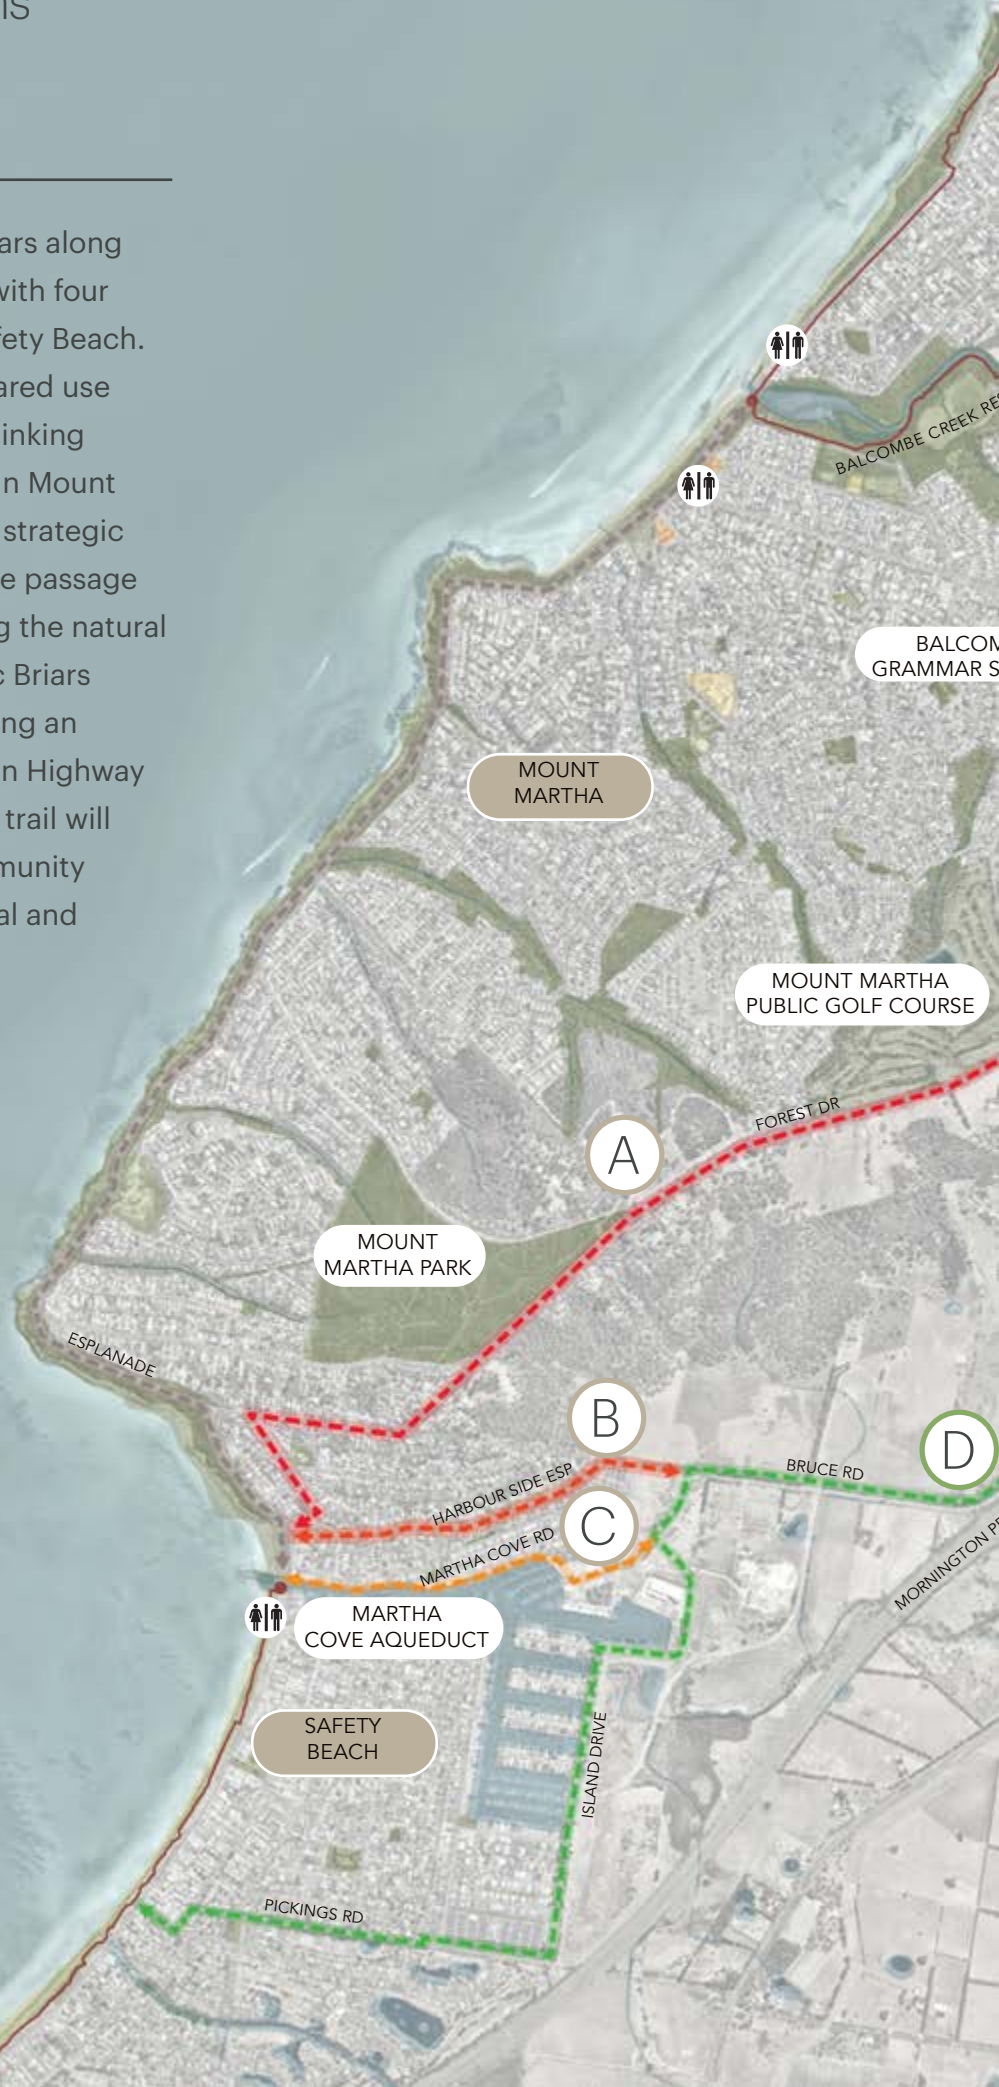 ars along
with four
fety Beach.
ared use
inking
n Mount
strategic
e passage
g the natural
c Briars
ng an
n Highway
trail will
munity
al and
BALCOMBE CREEK RES
BALCOM
GRAMMAR S
MOUNT
MARTHA
MOUNT MARTHA
PUBLIC GOLF COURSE
FOREST DR
A
MOUNT
MARTHA PARK
ESPLANADE
B
D
BRUCE RD
HARBOUR SIDE ESP
C
MARTHA COVE RD
MORNINGTON PE
MARTHA
COVE AQUEDUCT
SAFETY
BEACH
ISLAND DRIVE
PICKINGS RD